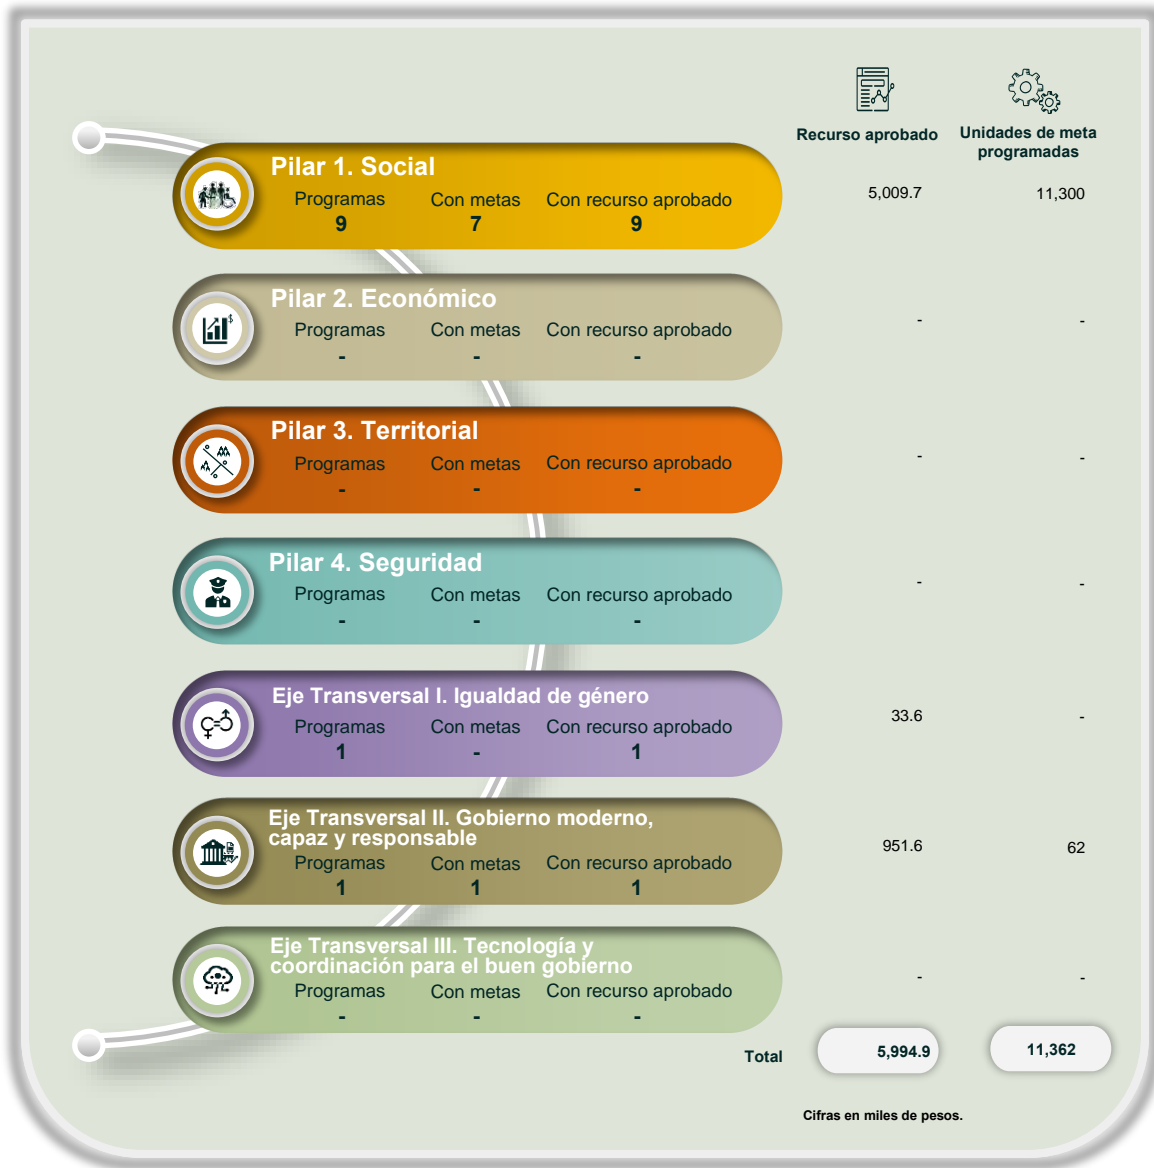 Recurso aprobado
Unidades de meta
programadas
Pilar 1. Social
Programas Con metas Con recurso aprobado
9 7 9
5,009.7 11,300
Pilar 2. Económico
Programas Con metas Con recurso aprobado
- - -
- -
Pilar 3. Territorial
Programas Con metas Con recurso aprobado
- - -
- -
Pilar 4. Seguridad
Programas Con metas Con recurso aprobado
- - -
- -
Eje Transversal I. Igualdad de género
Programas Con metas Con recurso aprobado
1 - 1
33.6 -
Eje Transversal II. Gobierno moderno,
capaz y responsable
Programas Con metas Con recurso aprobado
1 1 1
951.6 62
Eje Transversal III. Tecnología y
coordinación para el buen gobierno
Programas Con metas Con recurso aprobado
- - -
- -
Total 5,994.9 11,362
Cifras en miles de pesos.